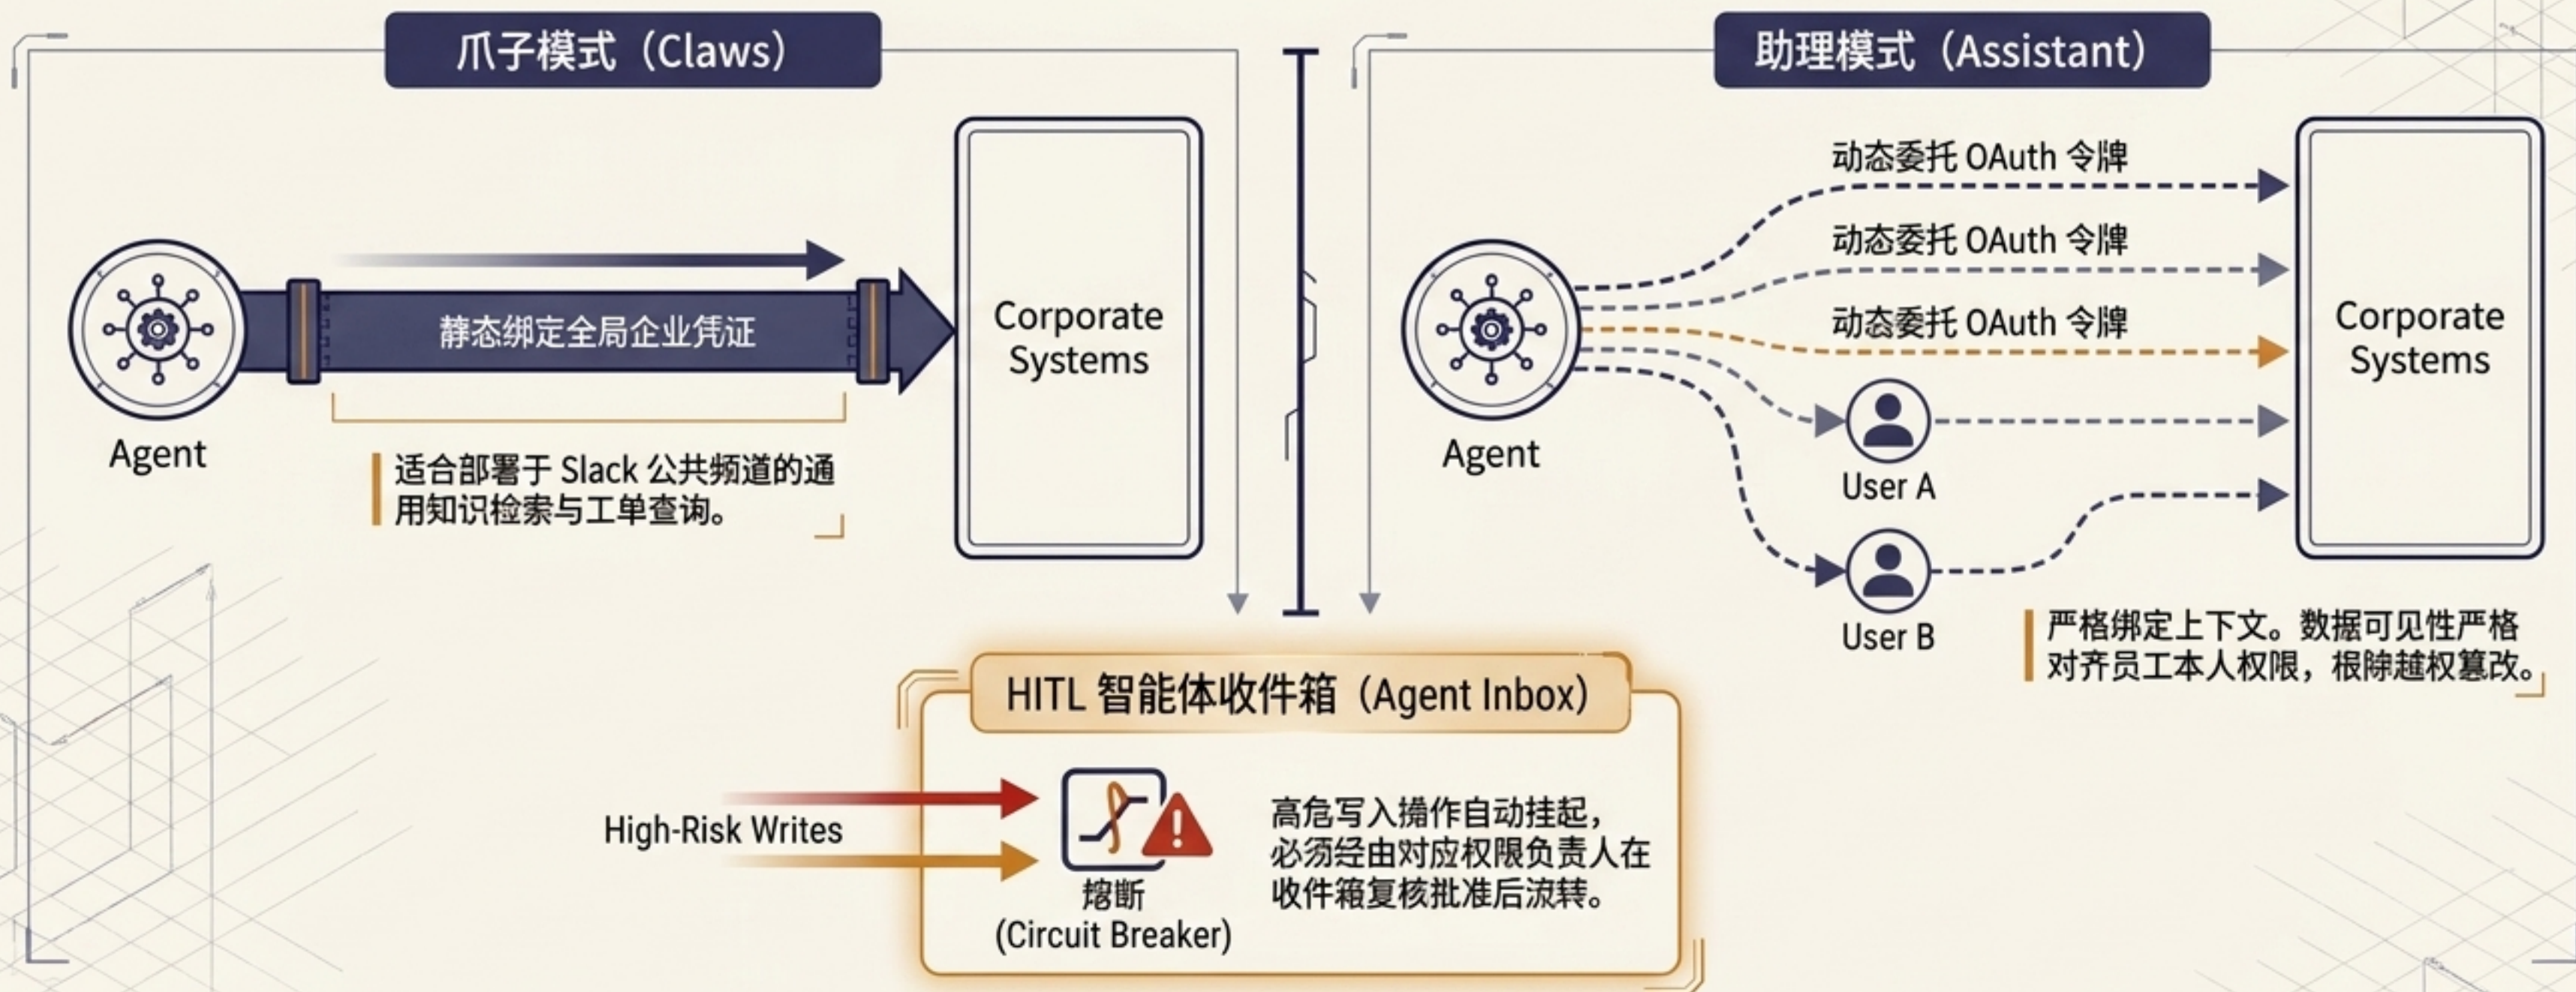 爪子模式（Claws）
静态绑定全局企业凭证
Agent
Corporate
Systems
适合部署于 Slack 公共频道的通
用知识检索与工单查询。
助理模式（Assistant）
动态委托 OAuth 令牌
动态委托 OAuth 令牌
动态委托 OAuth 令牌
Agent
User A
User B
Corporate
Systems
严格绑定上下文。数据可见性严格
对齐员工本人权限，根除越权篡改。
HITL 智能体收件箱（Agent Inbox）
High-Risk Writes
熔断
(Circuit Breaker)
高危写入操作自动挂起，
必须经由对应权限负责人在
收件箱复核批准后流转。